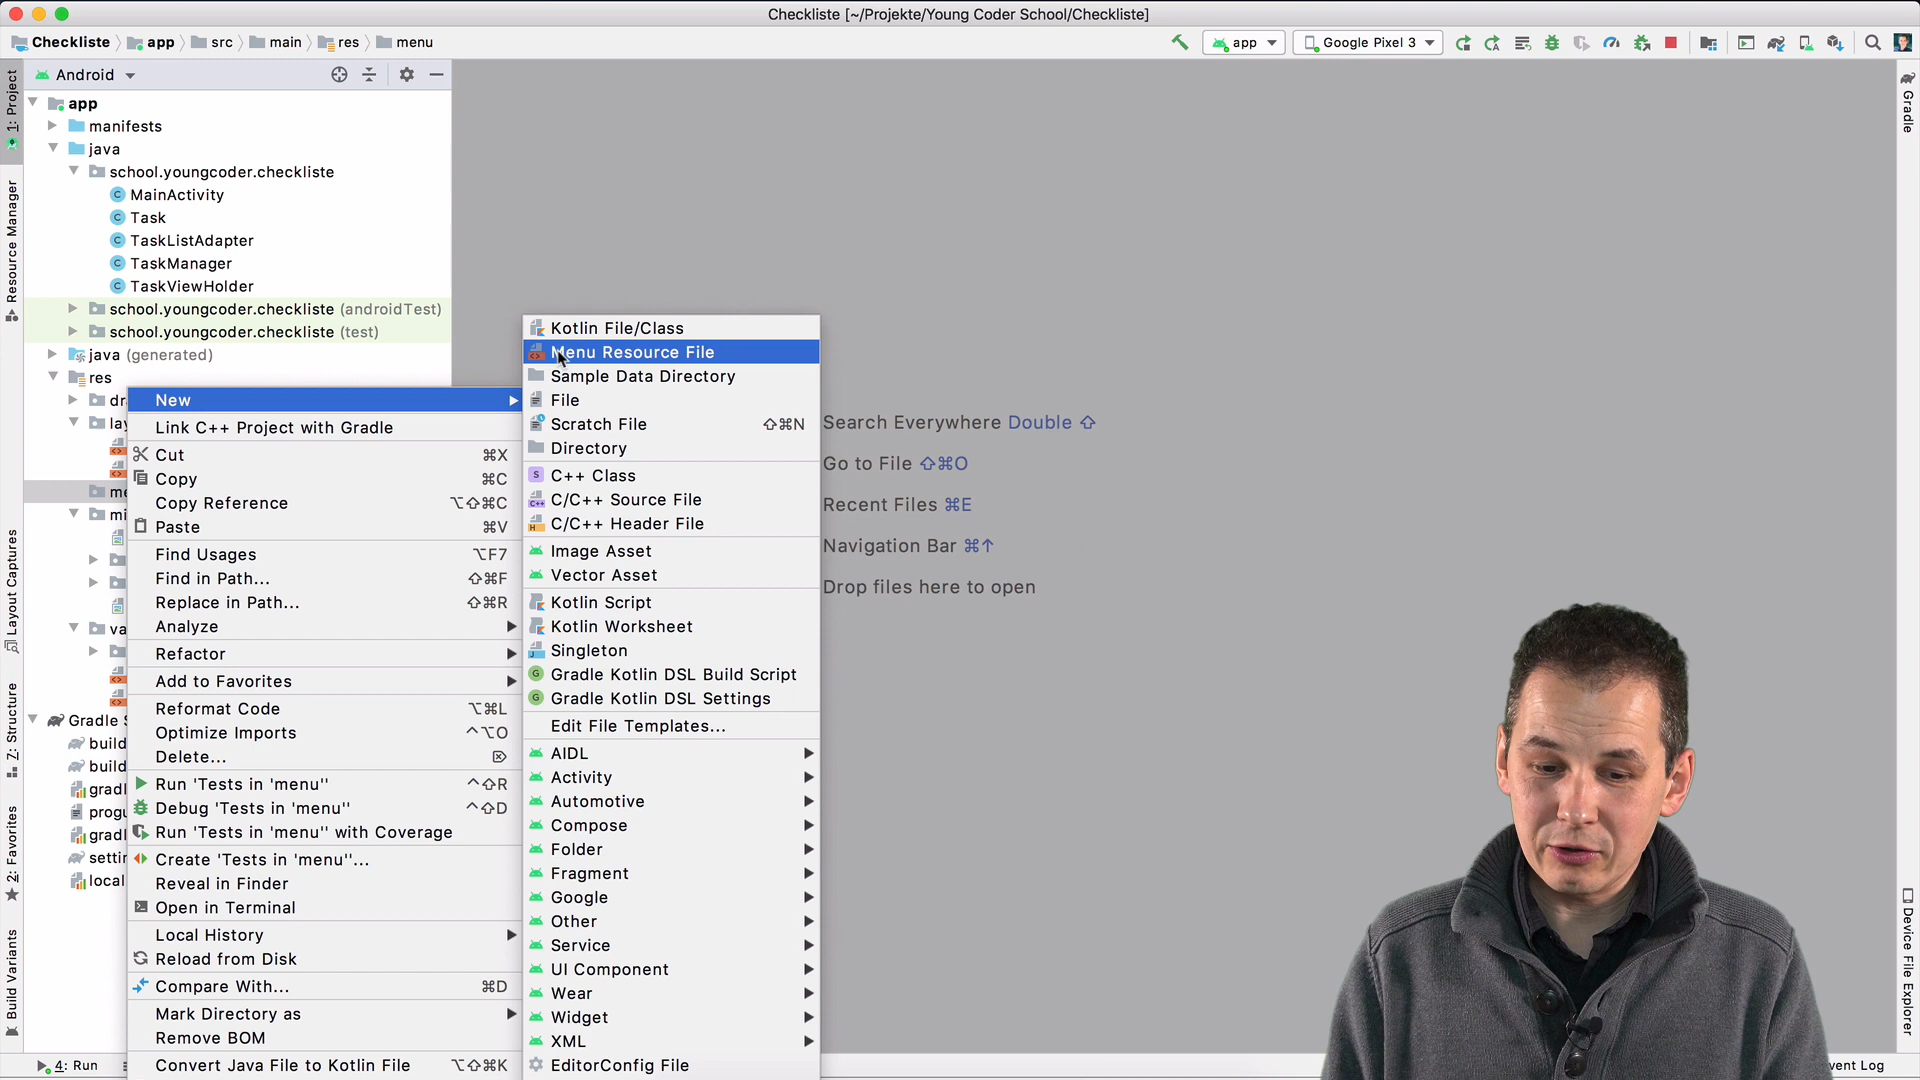 Checkliste [~/Projekte/Young Coder School/Checkliste]
Checkliste app src main res menu
app Google Pixel 3
1: Project
Resource Manager
Layout Captures
Z: Structure
2: Favorites
Build Variants
Android
app
manifests
java
school.youngcoder.checkliste
MainActivity
Task
TaskListAdapter
TaskManager
TaskViewHolder
school.youngcoder.checkliste (androidTest)
school.youngcoder.checkliste (test)
java (generated)
res
Gradle S
build
build
gradl
progu
gradl
settin
local
New
Link C++ Project with Gradle
Cut ⌘X
Copy ⌘C
Copy Reference ⌥⇧⌘C
Paste ⌘V
Find Usages ⌥F7
Find in Path... ⇧⌘F
Replace in Path... ⇧⌘R
Analyze
Refactor
Add to Favorites
Reformat Code ⌥⌘L
Optimize Imports ^⌥O
Delete... ⌦
Run 'Tests in 'menu'' ^⇧R
Debug 'Tests in 'menu'' ^⇧D
Run 'Tests in 'menu'' with Coverage
Create 'Tests in 'menu''...
Reveal in Finder
Open in Terminal
Local History
Reload from Disk
Compare With... ⌘D
Mark Directory as
Remove BOM
Convert Java File to Kotlin File ⌥⇧⌘K
Kotlin File/Class
Menu Resource File
Sample Data Directory
File
Scratch File ⇧⌘N
Directory
C++ Class
C/C++ Source File
C/C++ Header File
Image Asset
Vector Asset
Kotlin Script
Kotlin Worksheet
Singleton
Gradle Kotlin DSL Build Script
Gradle Kotlin DSL Settings
Edit File Templates...
AIDL
Activity
Automotive
Compose
Folder
Fragment
Google
Other
Service
UI Component
Wear
Widget
XML
EditorConfig File
Search Everywhere Double ⇧
Go to File ⇧⌘O
Recent Files ⌘E
Navigation Bar ⌘↑
Drop files here to open
Gradle
Device File Explorer
4: Run
vent Log